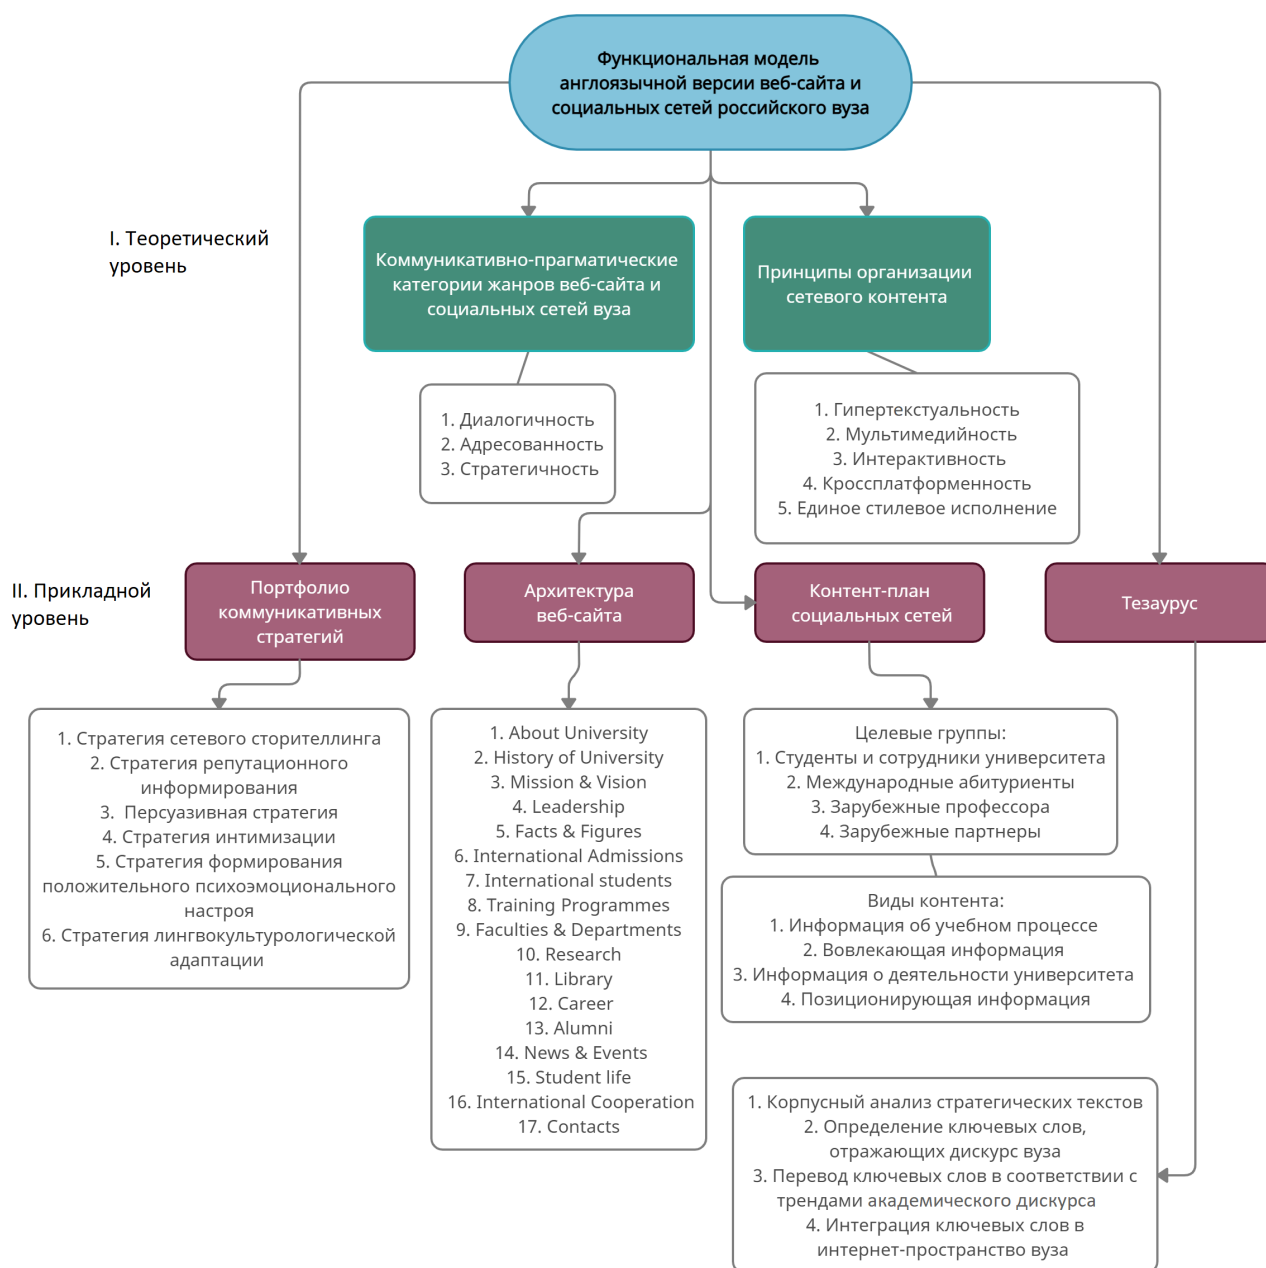 Функциональная модель
англоязычной версии веб-сайта и
социальных сетей российского вуза
I. Теоретический
уровень
Коммуникативно-прагматические
категории жанров веб-сайта и
социальных сетей вуза
Принципы организации
сетевого контента
1. Диалогичность
2. Адресованность
3. Стратегичность
1. Гипертекстуальность
2. Мультимедийность
3. Интерактивность
4. Кроссплатформенность
5. Единое стилевое исполнение
II. Прикладной
уровень
Портфолио
коммуникативных
стратегий
Архитектура
веб-сайта
Контент-план
социальных сетей
Тезаурус
1. Стратегия сетевого сторителлинга
2. Стратегия репутационного
информирования
3. Персуазивная стратегия
4. Стратегия интимизации
5. Стратегия формирования
положительного психоэмоционального
настроя
6. Стратегия лингвокультурологической
адаптации
1. About University
2. History of University
3. Mission & Vision
4. Leadership
5. Facts & Figures
6. International Admissions
7. International students
8. Training Programmes
9. Faculties & Departments
10. Research
11. Library
12. Career
13. Alumni
14. News & Events
15. Student life
16. International Cooperation
17. Contacts
Целевые группы:
1. Студенты и сотрудники университета
2. Международные абитуриенты
3. Зарубежные профессора
4. Зарубежные партнеры
Виды контента:
1. Информация об учебном процессе
2. Вовлекающая информация
3. Информация о деятельности университета
4. Позиционирующая информация
1. Корпусный анализ стратегических текстов
2. Определение ключевых слов,
отражающих дискурс вуза
3. Перевод ключевых слов в соответствии с
трендами академического дискурса
4. Интеграция ключевых слов в
интернет-пространство вуза